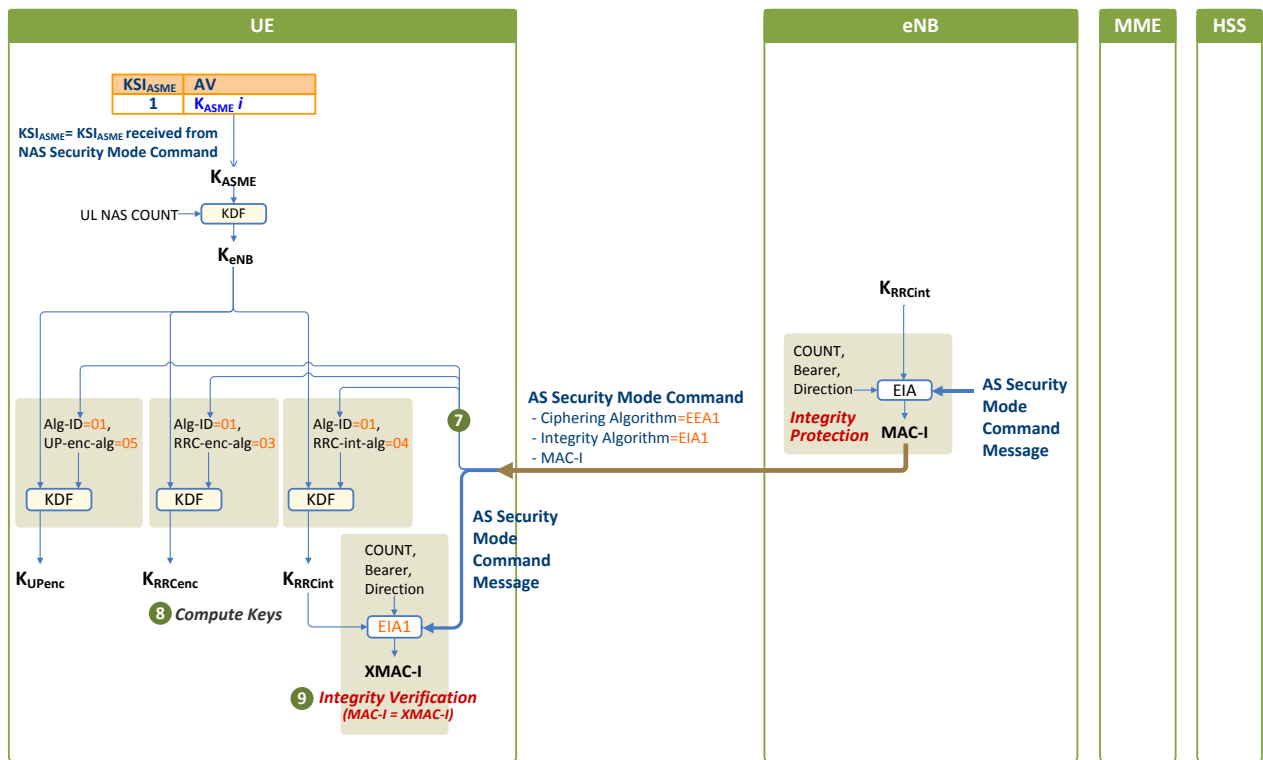 UE
eNB
MME
HSS
KSIASME AV
1 KASME i
KSIASME= KSIASME received from
NAS Security Mode Command
KASME
UL NAS COUNT
KDF
KeNB
KRRCint
COUNT,
Bearer,
Direction
EIA
Integrity
Protection
MAC-I
AS Security
Mode
Command
Message
AS Security Mode Command
- Ciphering Algorithm=EEA1
- Integrity Algorithm=EIA1
- MAC-I
7
Alg-ID=01,
UP-enc-alg=05
Alg-ID=01,
RRC-enc-alg=03
Alg-ID=01,
RRC-int-alg=04
KDF
KDF
KDF
AS Security
Mode
Command
Message
KUPenc
KRRCenc
KRRCint
COUNT,
Bearer,
Direction
8 Compute Keys
EIA1
XMAC-I
9 Integrity Verification
(MAC-I = XMAC-I)